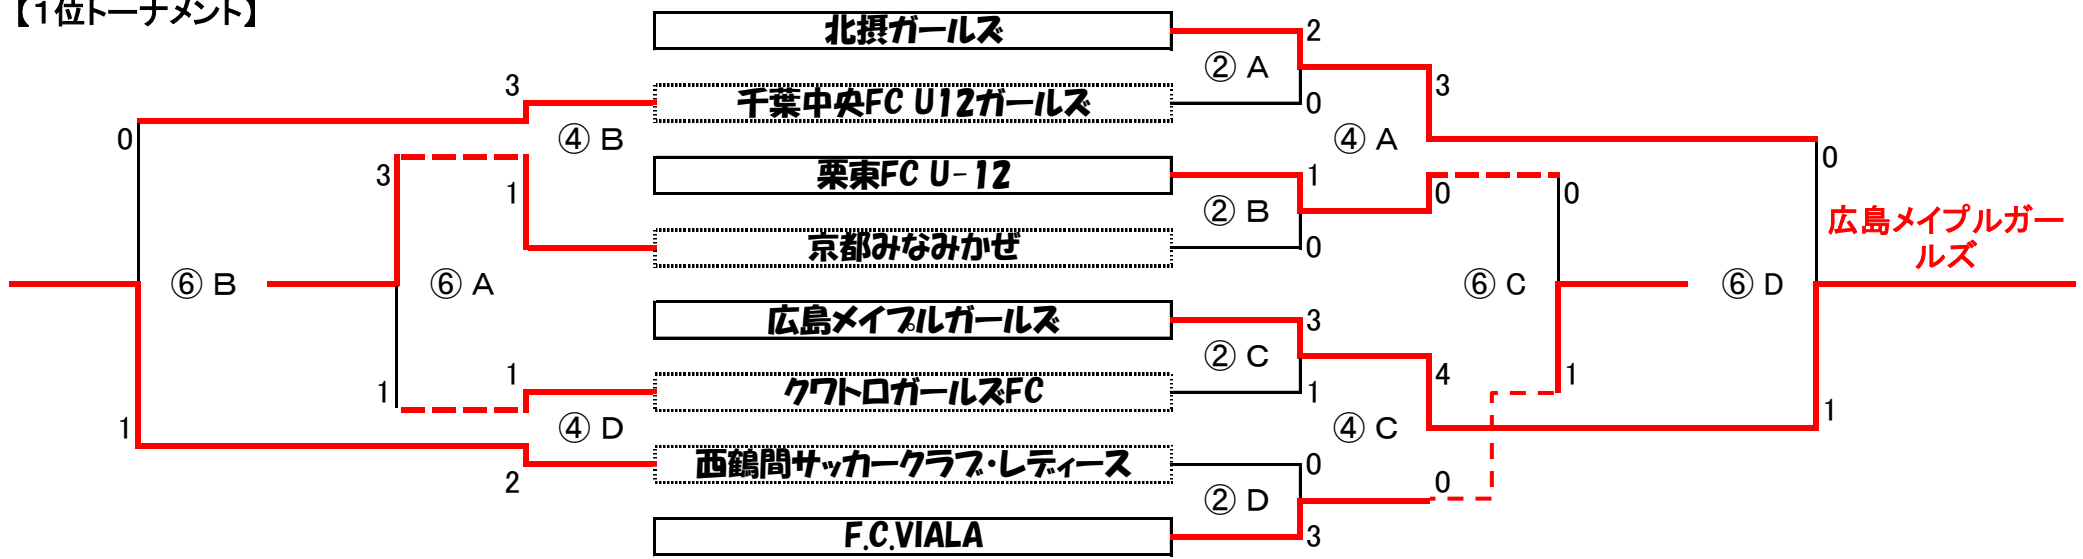 【１位トーナメント】
北摂ガールズ
2
② A
3
千葉中央FC U12ガールズ
3
0
0
④ B
④ A
0
3
1
栗東FC U-12
1
0
0
② B
広島メイプルガー
ルズ
京都みなみかぜ
0
⑥ B
⑥ A
⑥ C
⑥ D
広島メイプルガールズ
3
② C
1
1
クワトロガールズFC
1
4
1
1
④ D
④ C
1
西鶴間サッカークラブ・レディース
0
2
0
② D
F.C.VIALA
3